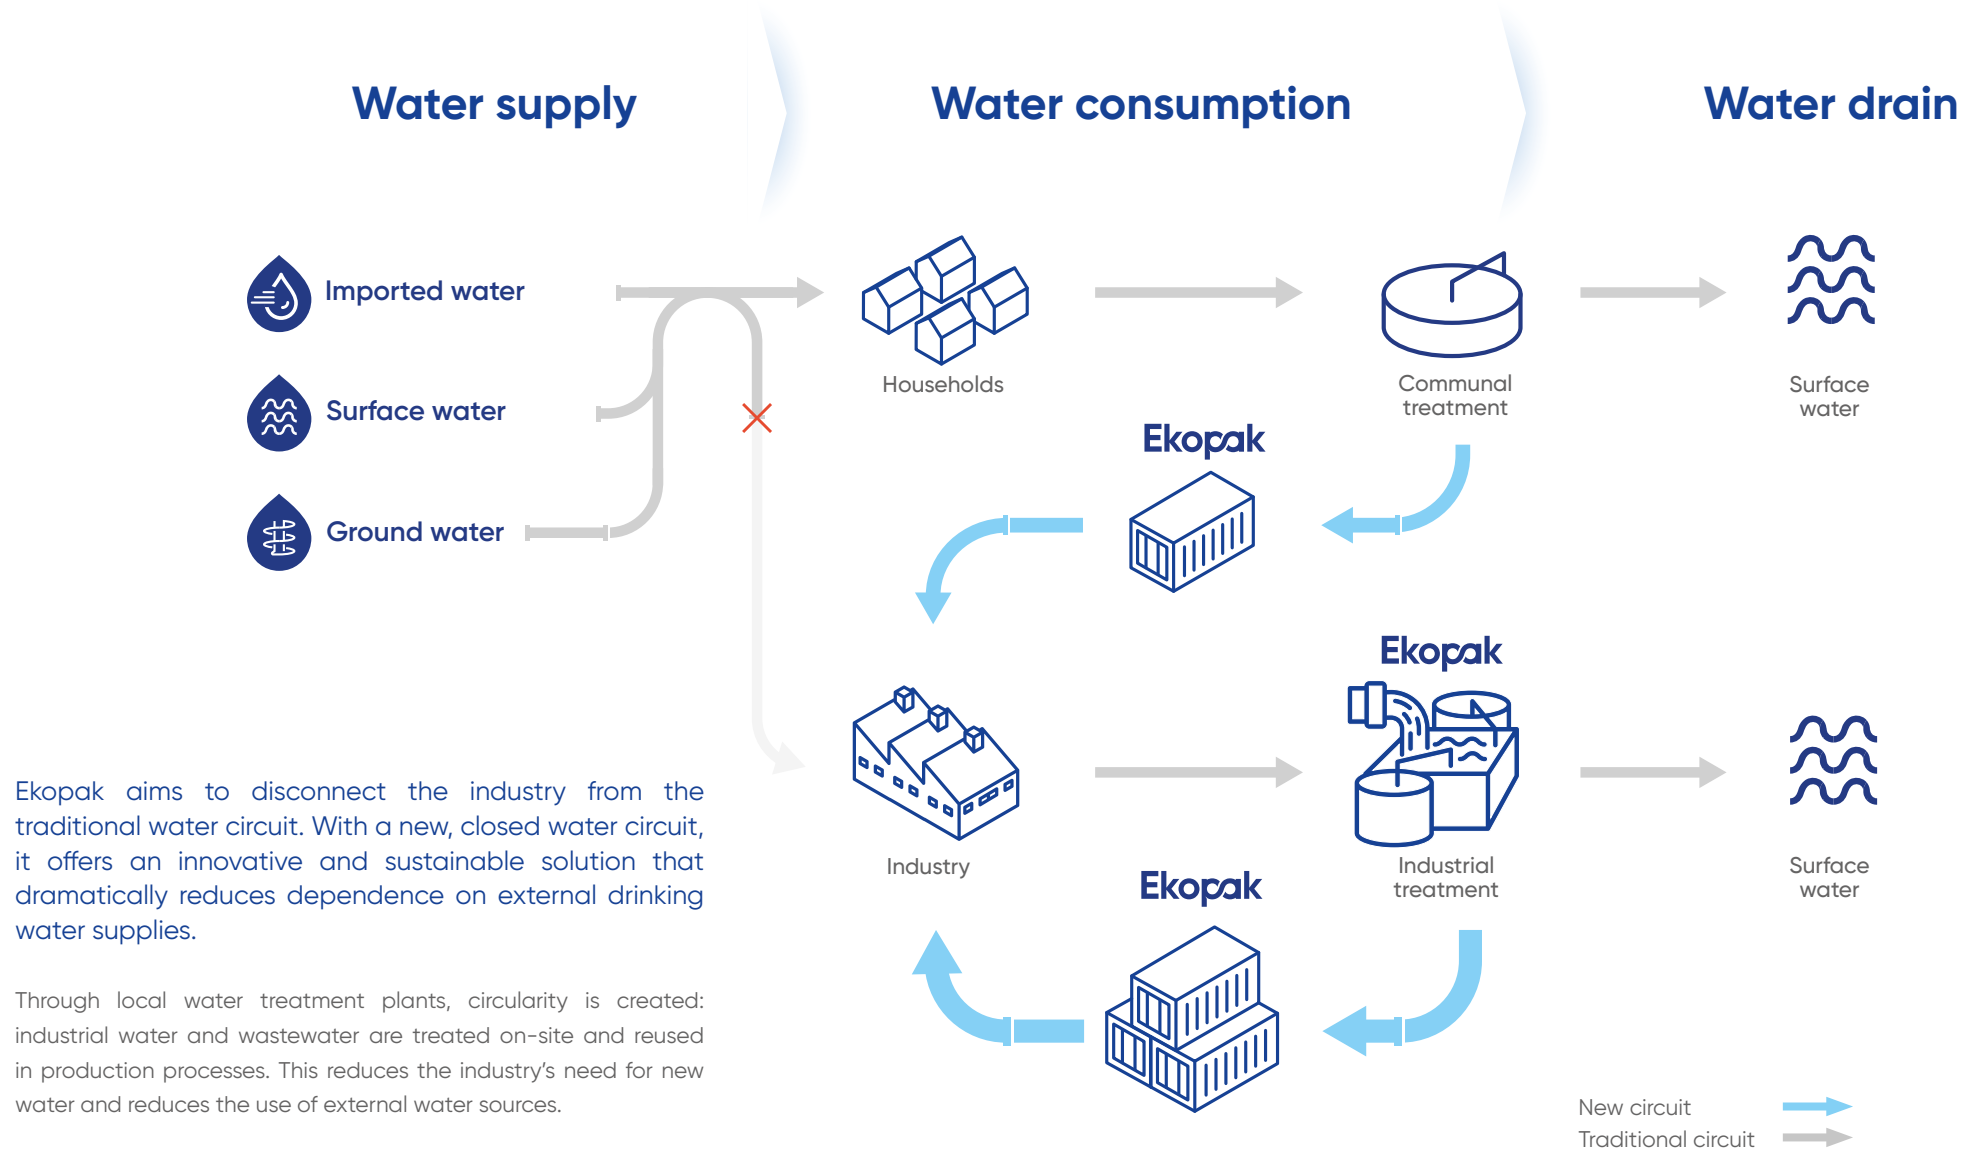 Water supply
Water consumption
Water drain
Imported water
Surface water
Ground water
Households
Communal
treatment
Surface
water
Ekopak
Ekopak
Industry
Industrial
treatment
Surface
water
Ekopak
Ekopak aims to disconnect the industry from the
traditional water circuit. With a new, closed water circuit,
it offers an innovative and sustainable solution that
dramatically reduces dependence on external drinking
water supplies.
Through local water treatment plants, circularity is created:
industrial water and wastewater are treated on-site and reused
in production processes. This reduces the industry’s need for new
water and reduces the use of external water sources.
New circuit
Traditional circuit